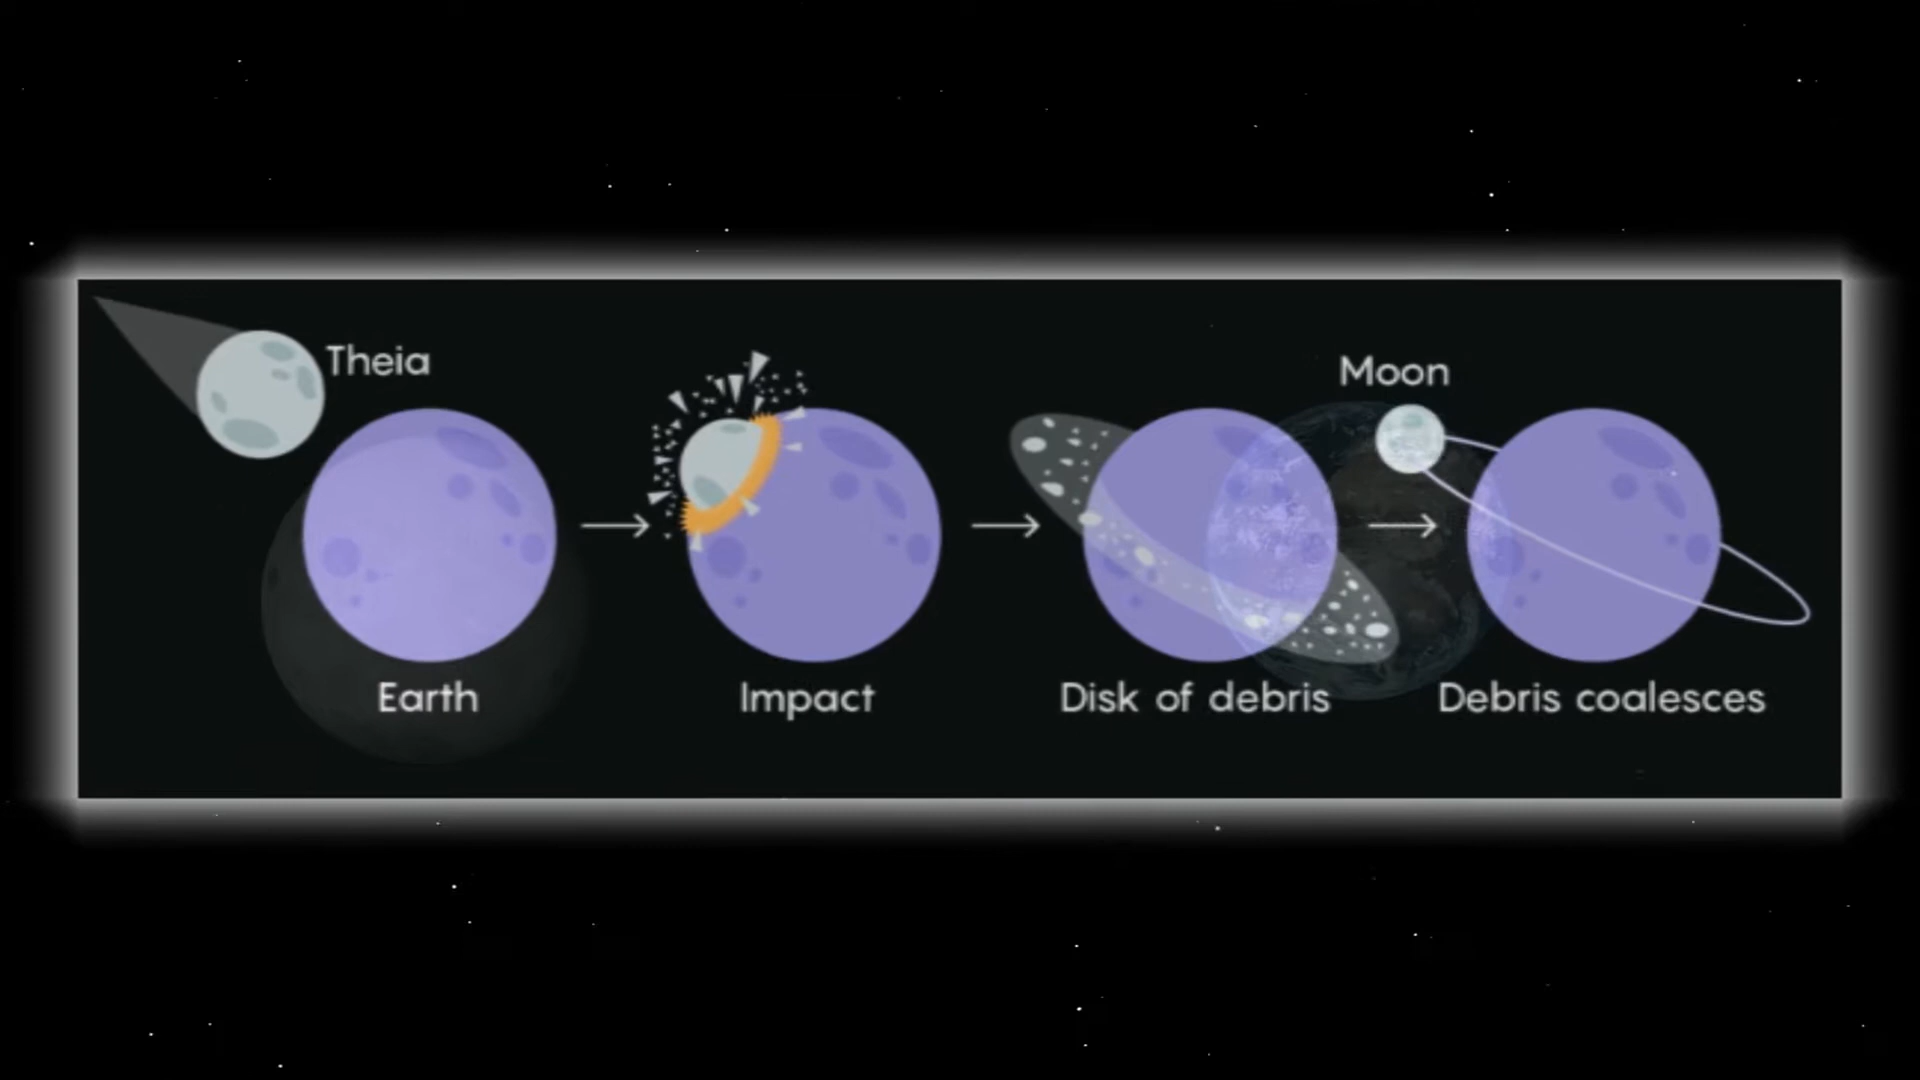 Theia
Moon
Earth
Impact
Disk of debris
Debris coalesces